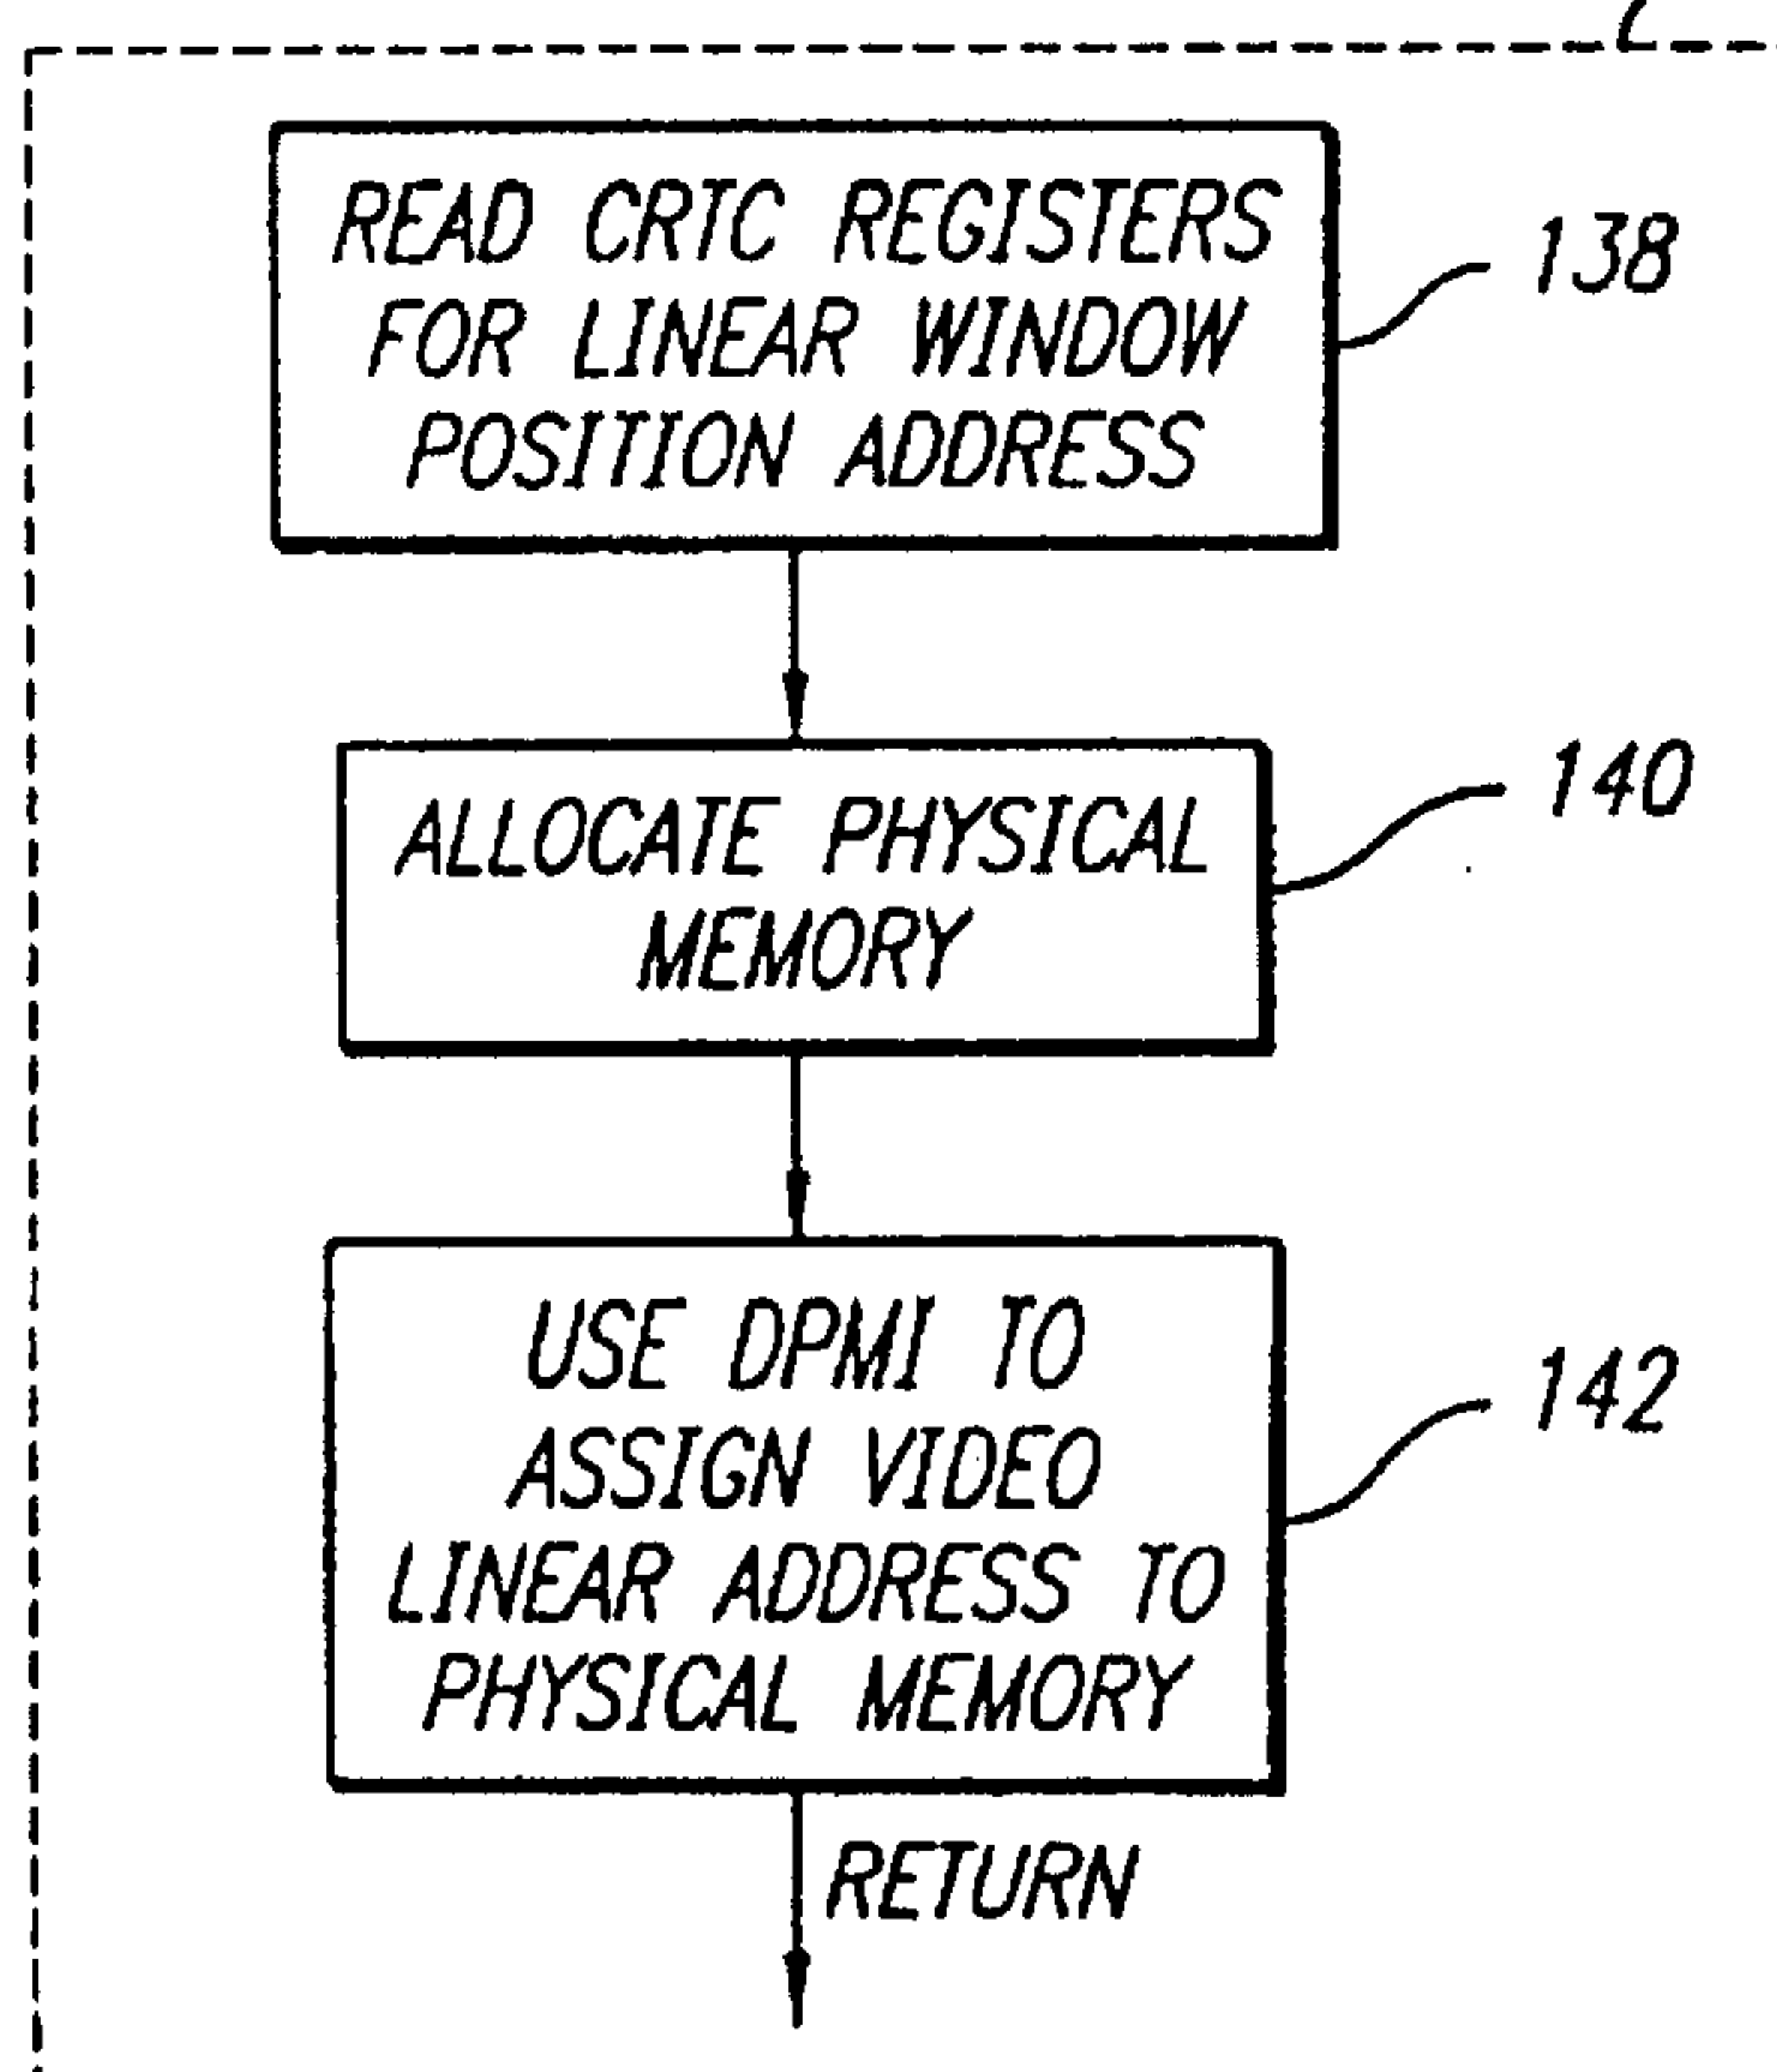 READ CRTC REGISTERS
FOR LINEAR WINDOW
POSITION ADDRESS
138
ALLOCATE PHYSICAL
MEMORY
140
USE DPMI TO
ASSIGN VIDEO
LINEAR ADDRESS TO
PHYSICAL MEMORY
142
RETURN